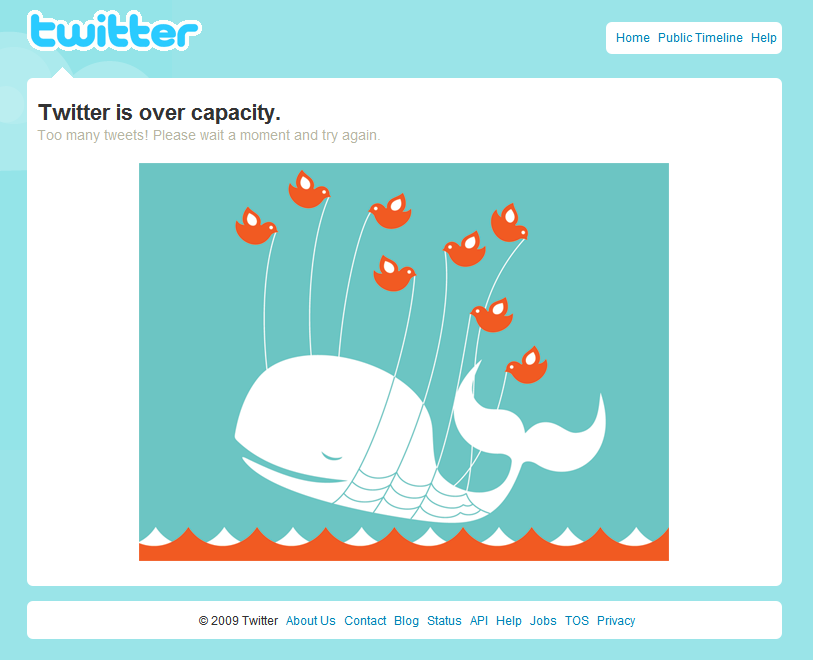 twitter
Home Public Timeline Help
Twitter is over capacity.
Too many tweets! Please wait a moment and try again.
© 2009 Twitter About Us Contact Blog Status API Help Jobs TOS Privacy